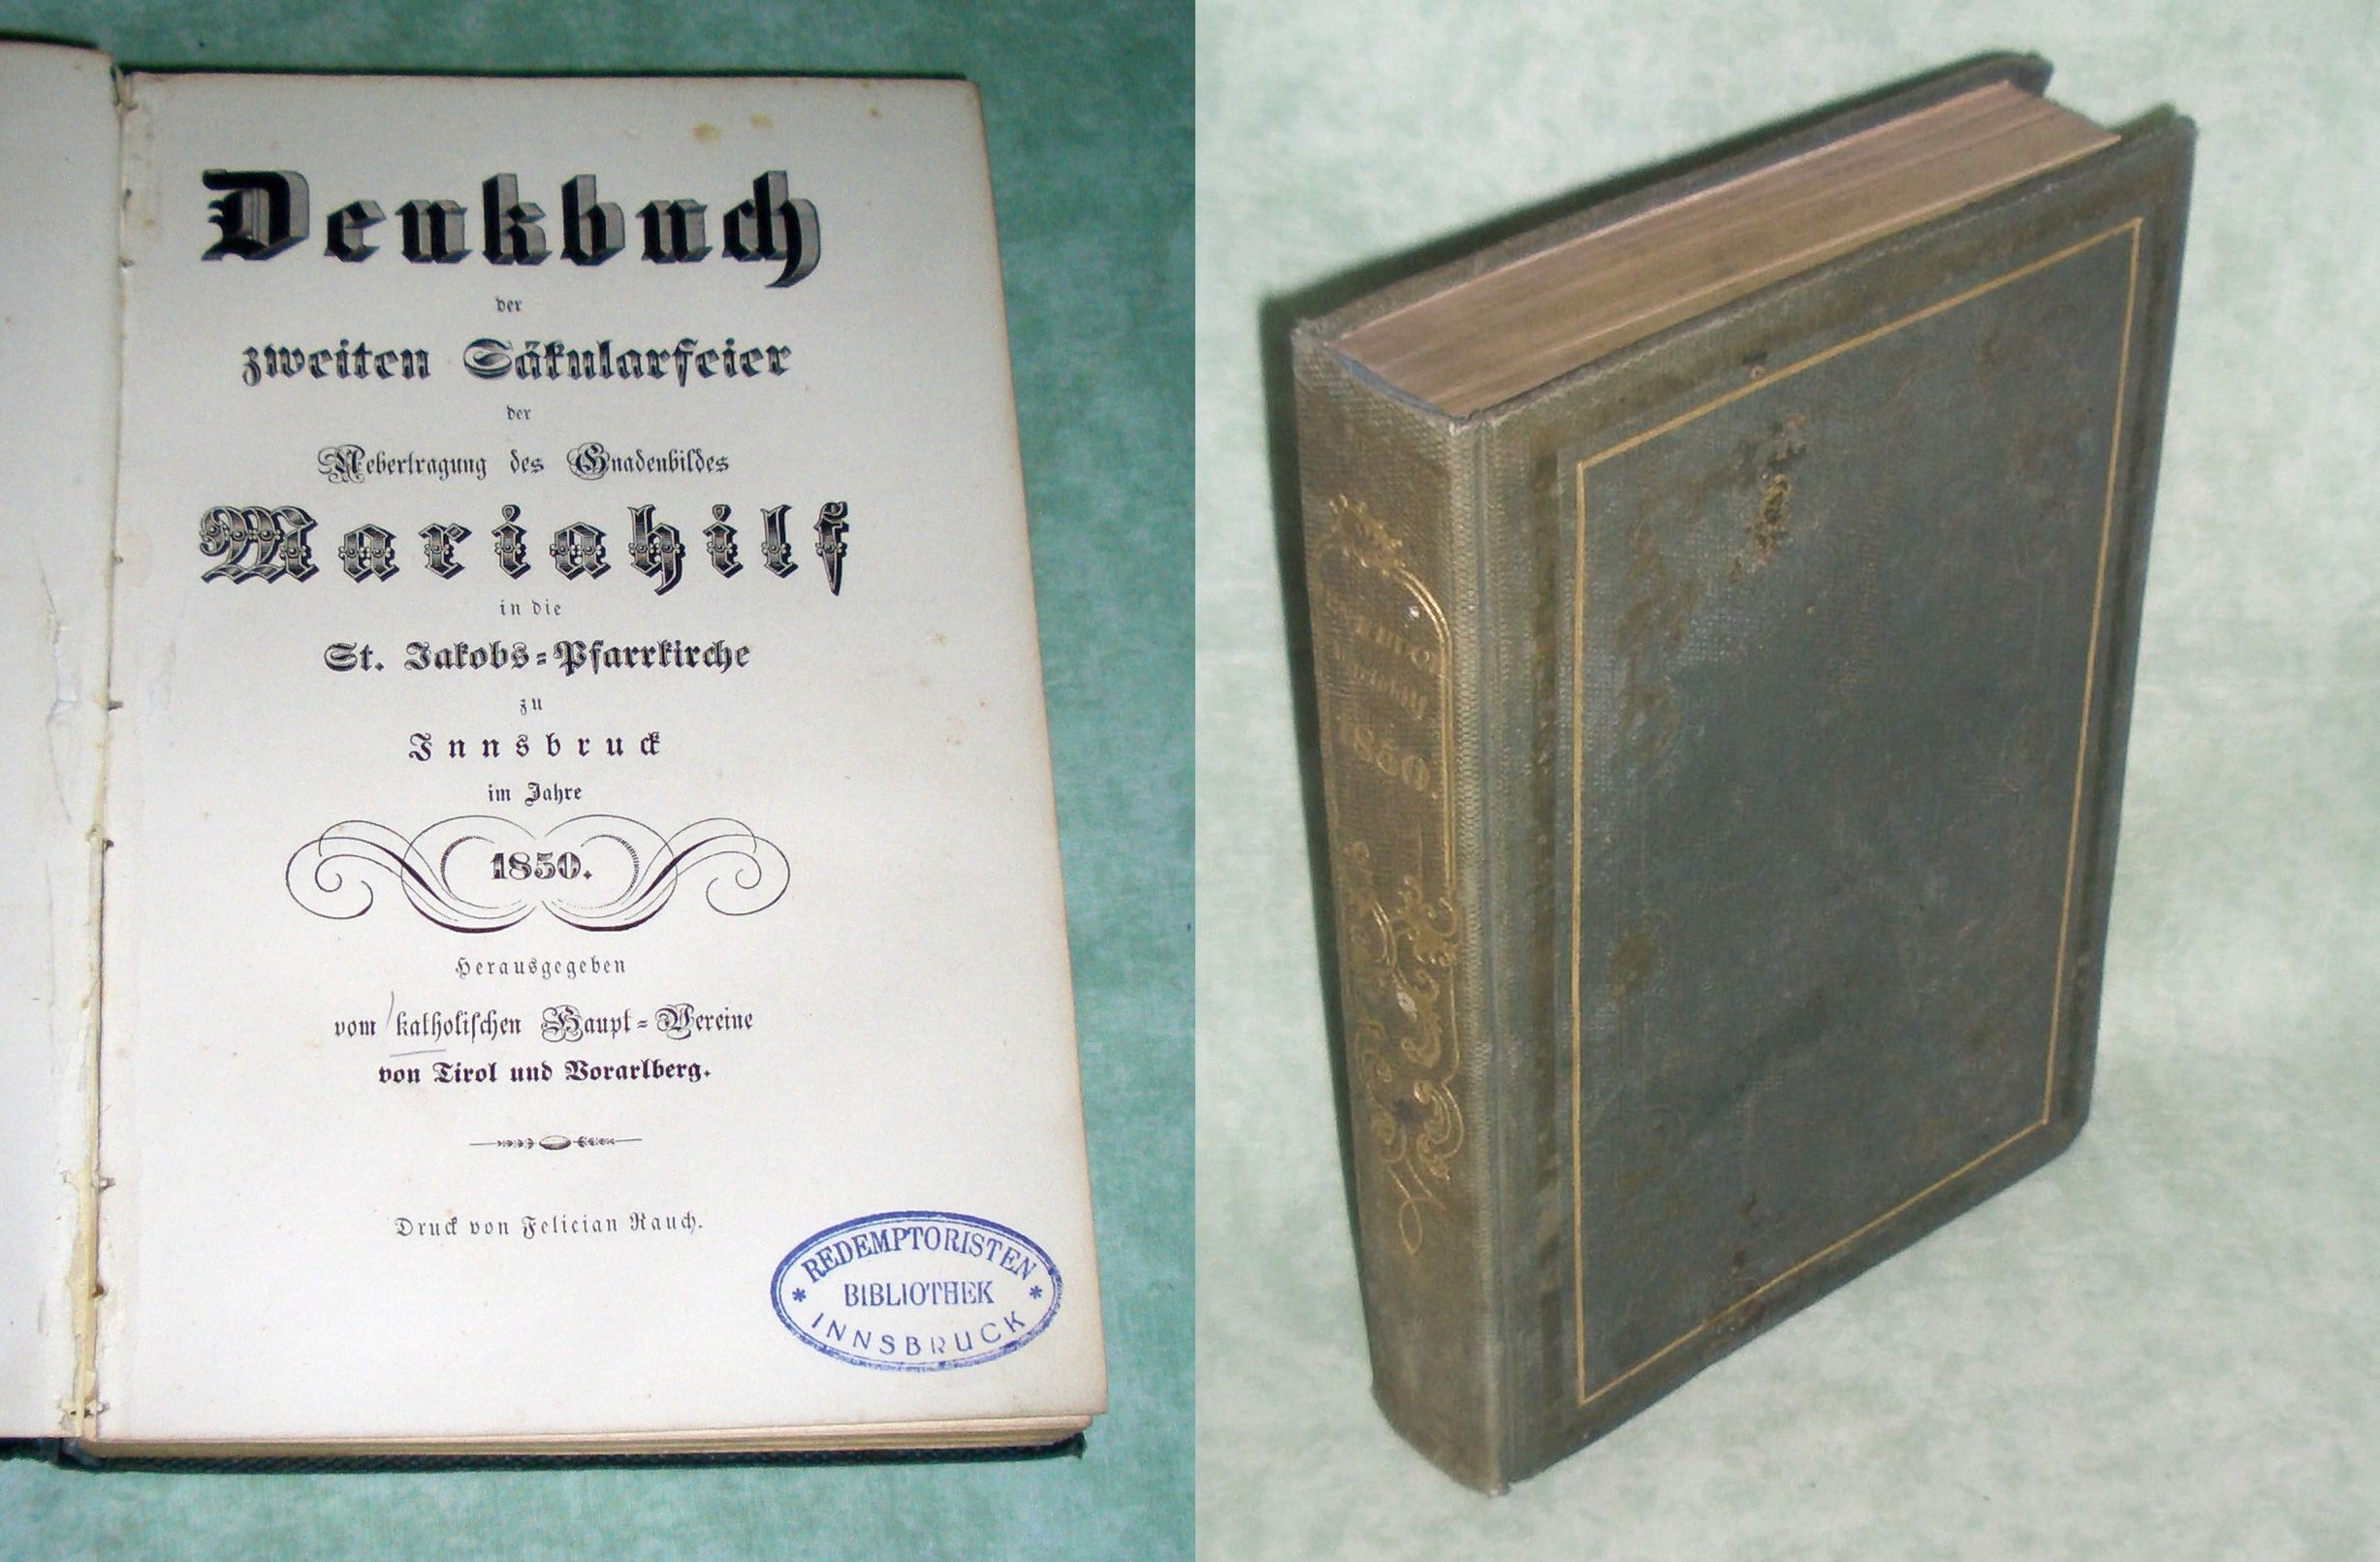 Denkbuch
der
zweiten Säkularfeier
der
Uebertragung des Gnadenbildes
Mariahilf
in die
St. Jakobs=Pfarrkirche
zu
Innsbruck
im Jahre
1850.
Herausgegeben
vom katholischen Haupt=Vereine
von Tirol und Vorarlberg.
Druck von Felician Rauch.
REDEMPTORISTEN
BIBLIOTHEK
INNSBRUCK
1850.